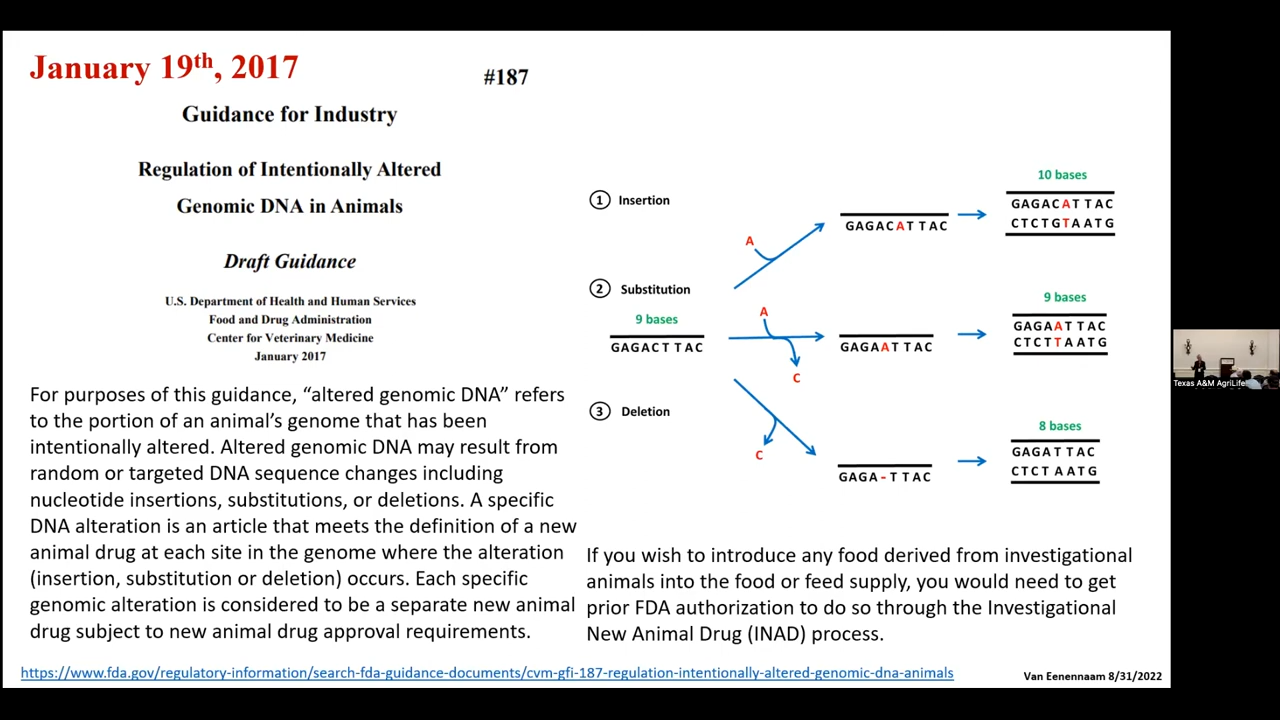 January 19th, 2017
#187
Guidance for Industry
Regulation of Intentionally Altered
Genomic DNA in Animals
Draft Guidance
U.S. Department of Health and Human Services
Food and Drug Administration
Center for Veterinary Medicine
January 2017
For purposes of this guidance, “altered genomic DNA” refers
to the portion of an animal’s genome that has been
intentionally altered. Altered genomic DNA may result from
random or targeted DNA sequence changes including
nucleotide insertions, substitutions, or deletions. A specific
DNA alteration is an article that meets the definition of a new
animal drug at each site in the genome where the alteration
(insertion, substitution or deletion) occurs. Each specific
genomic alteration is considered to be a separate new animal
drug subject to new animal drug approval requirements.
1 Insertion
A
GAGACATTAC
10 bases
GAGACATTAC
CTCTGTAATG
2 Substitution
9 bases
GAGACTTAC
A
C
GAGAATTAC
9 bases
GAGAATTAC
CTCTTAATG
3 Deletion
C
GAGA-TTAC
8 bases
GAGATTAC
CTCTAATG
If you wish to introduce any food derived from investigational
animals into the food or feed supply, you would need to get
prior FDA authorization to do so through the Investigational
New Animal Drug (INAD) process.
https://www.fda.gov/regulatory-information/search-fda-guidance-documents/cvm-gfi-187-regulation-intentionally-altered-genomic-dna-animals
Van Eenennaam 8/31/2022
Texas A&M AgriLife